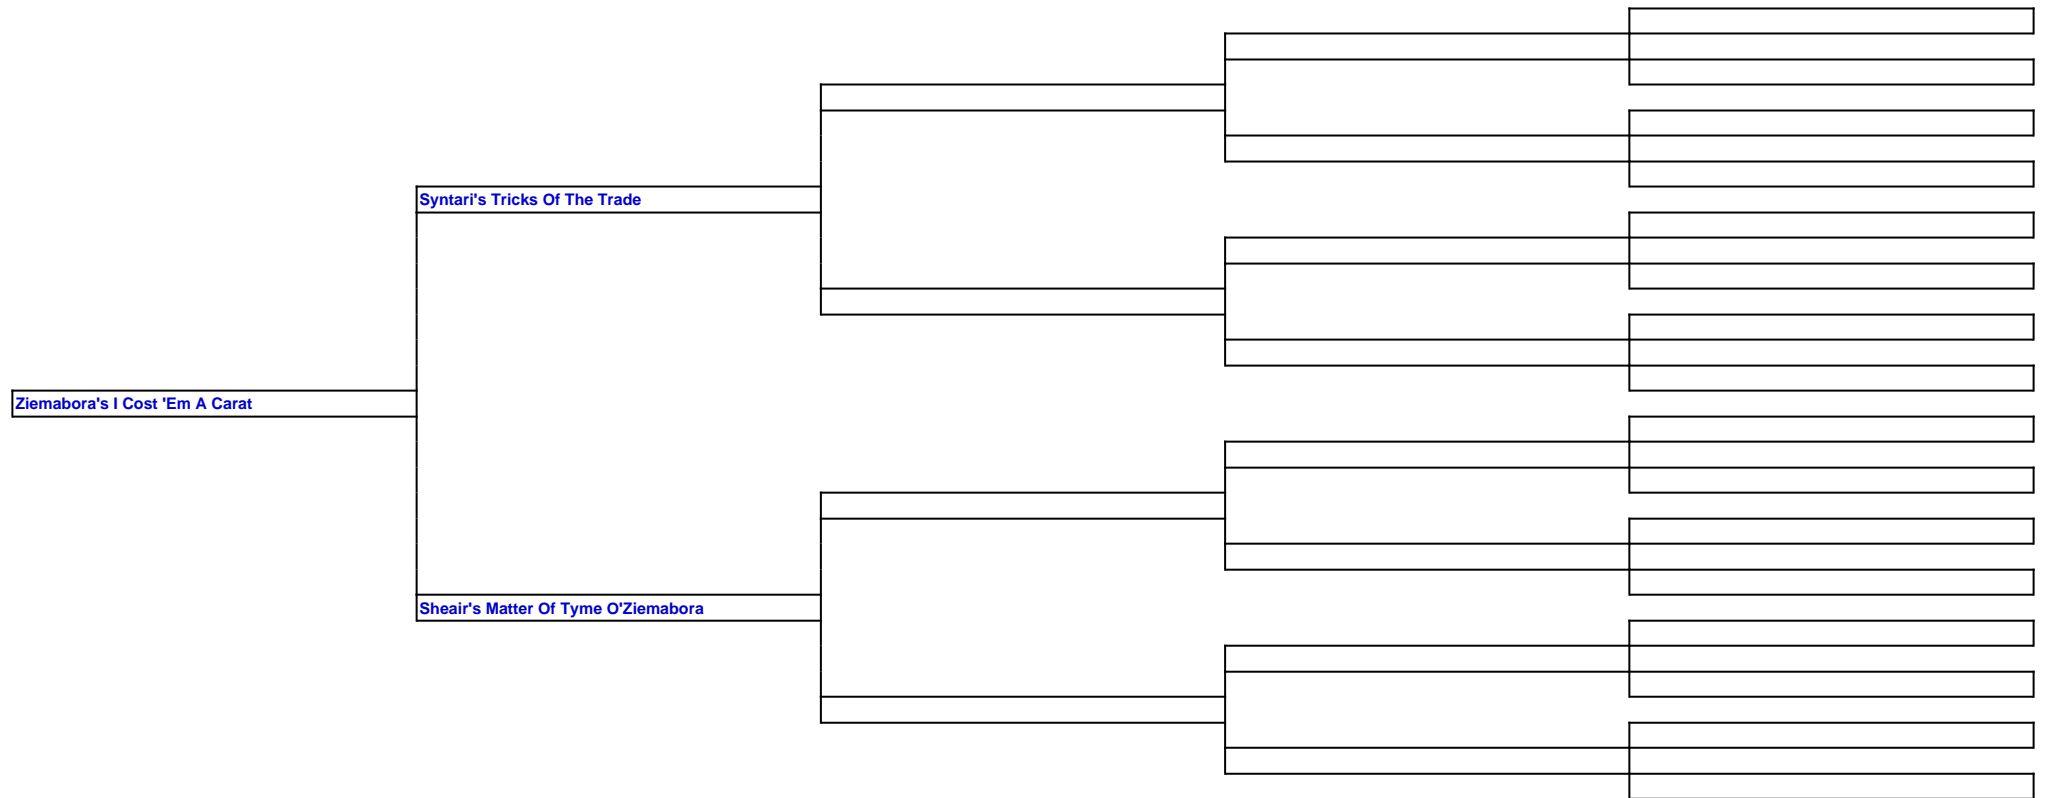 Syntari's Tricks Of The Trade
Ziemabora's I Cost 'Em A Carat
Sheair's Matter Of Tyme O'Ziemabora